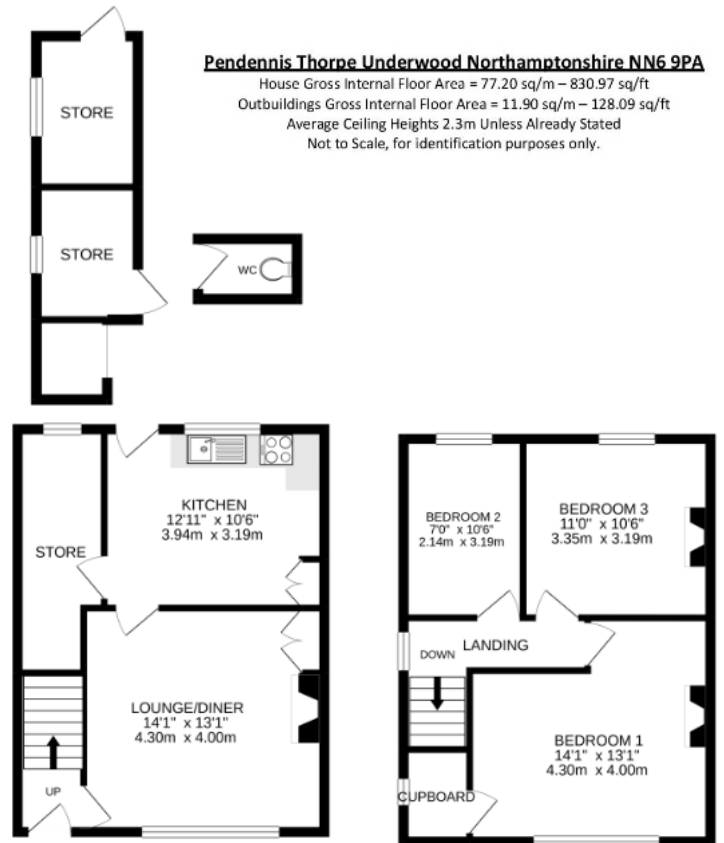 Pendennis Thorpe Underwood Northamptonshire NN6 9PA
House Gross Internal Floor Area = 77.20 sq/m – 830.97 sq/ft
Outbuildings Gross Internal Floor Area = 11.90 sq/m – 128.09 sq/ft
Average Ceiling Heights 2.3m Unless Already Stated
Not to Scale, for identification purposes only.
STORE
STORE
WC
KITCHEN
12'11" x 10'6"
3.94m x 3.19m
STORE
LOUNGE/DINER
14'1" x 13'1"
4.30m x 4.00m
UP
BEDROOM 2
7'0" x 10'6"
2.14m x 3.19m
BEDROOM 3
11'0" x 10'6"
3.35m x 3.19m
LANDING
DOWN
BEDROOM 1
14'1" x 13'1"
4.30m x 4.00m
CUPBOARD